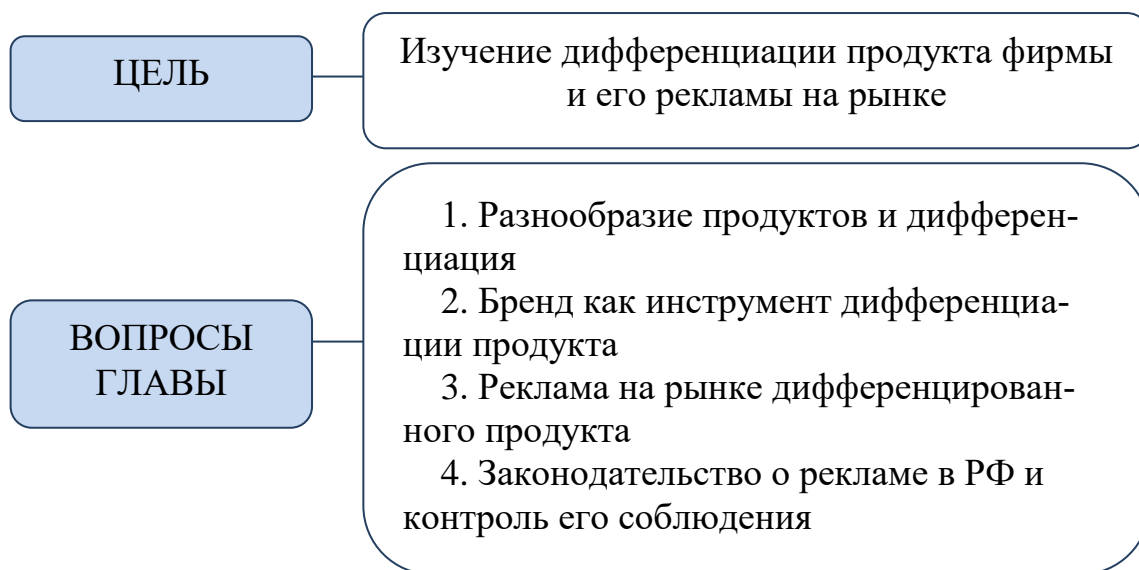 ЦЕЛЬ
Изучение дифференциации продукта фирмы
и его рекламы на рынке
ВОПРОСЫ
ГЛАВЫ
1. Разнообразие продуктов и дифферен-
циация
2. Бренд как инструмент дифференциа-
ции продукта
3. Реклама на рынке дифференцирован-
ного продукта
4. Законодательство о рекламе в РФ и
контроль его соблюдения